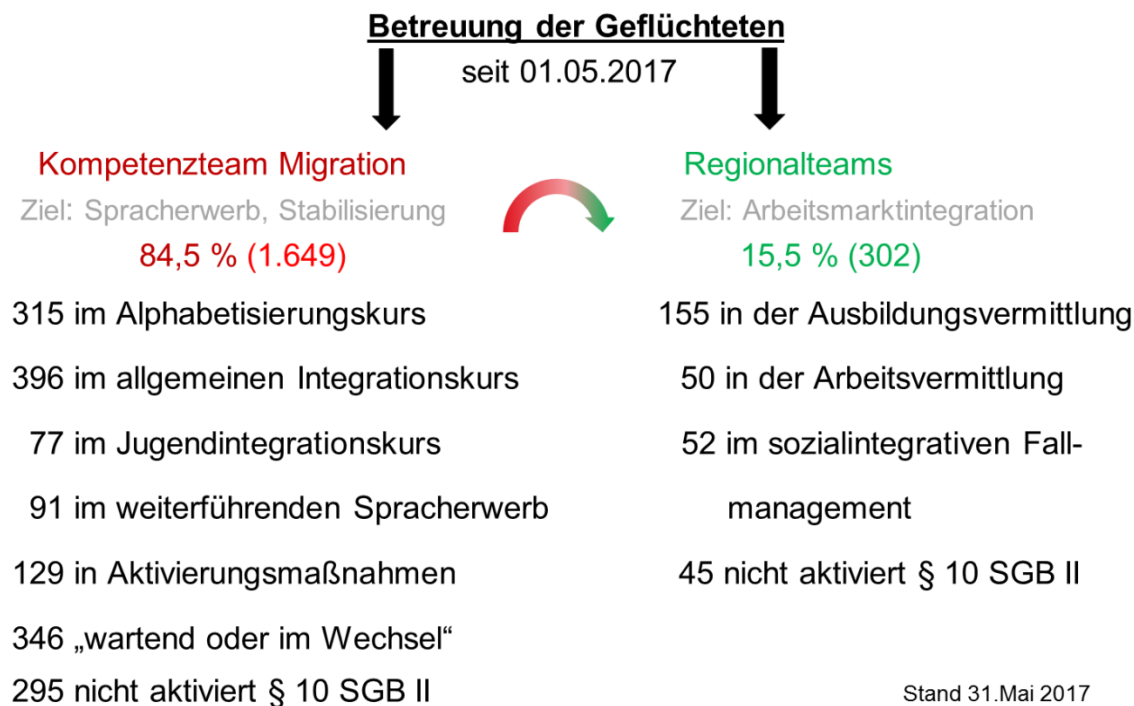 Betreuung der Geflüchteten
seit 01.05.2017
Kompetenzteam Migration
Ziel: Spracherwerb, Stabilisierung
84,5 % (1.649)
315 im Alphabetisierungskurs
396 im allgemeinen Integrationskurs
77 im Jugendintegrationskurs
91 im weiterführenden Spracherwerb
129 in Aktivierungsmaßnahmen
346 „wartend oder im Wechsel“
295 nicht aktiviert § 10 SGB II
Regionalteams
Ziel: Arbeitsmarktintegration
15,5 % (302)
155 in der Ausbildungsvermittlung
50 in der Arbeitsvermittlung
52 im sozialintegrativen Fall-
management
45 nicht aktiviert § 10 SGB II
Stand 31.Mai 2017